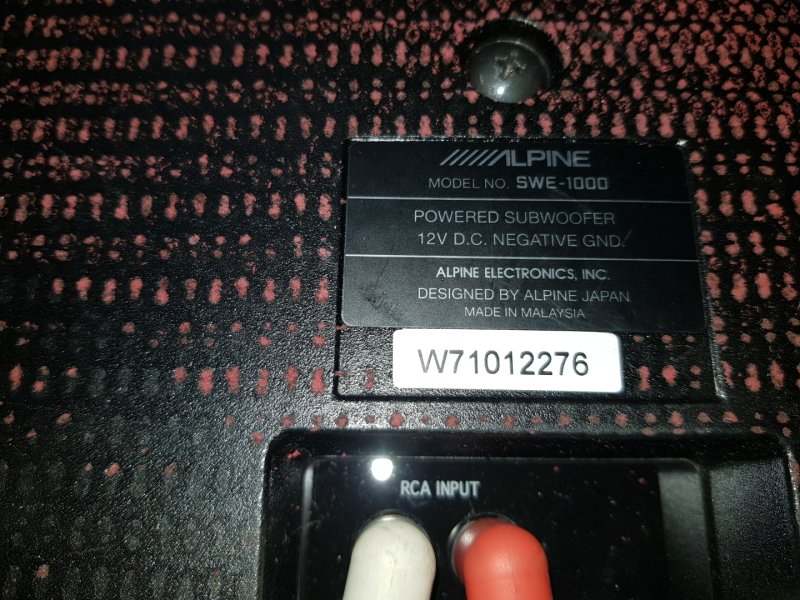 ALPINE
MODEL NO. SWE-1000
POWERED SUBWOOFER
12V D.C. NEGATIVE GND.
ALPINE ELECTRONICS, INC.
DESIGNED BY ALPINE JAPAN
MADE IN MALAYSIA
W71012276
RCA INPUT